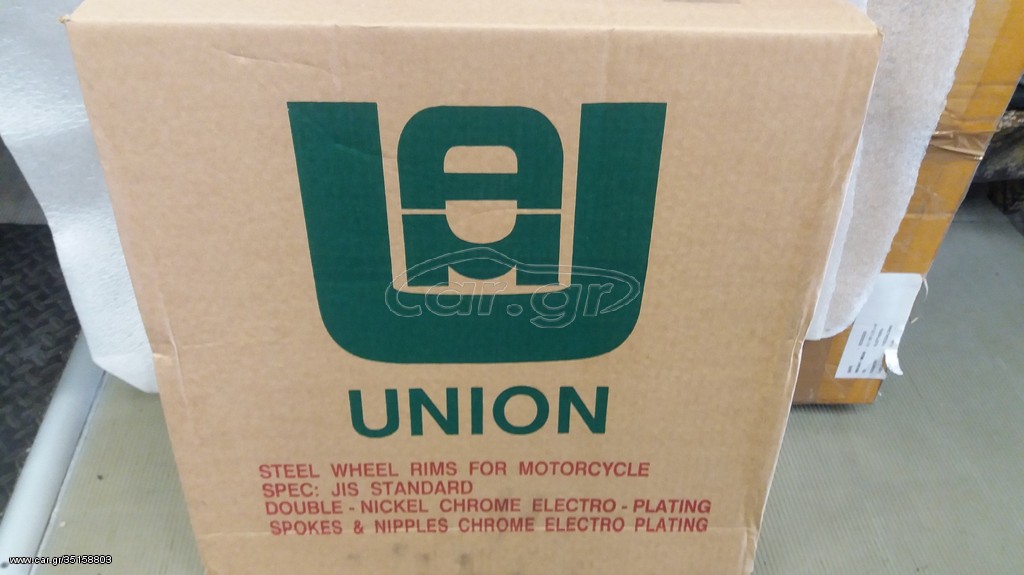 car.gr
UNION
STEEL WHEEL RIMS FOR MOTORCYCLE
SPEC: JIS STANDARD
DOUBLE - NICKEL CHROME ELECTRO - PLATING
SPOKES & NIPPLES CHROME ELECTRO PLATING
www.car.gr/35158803